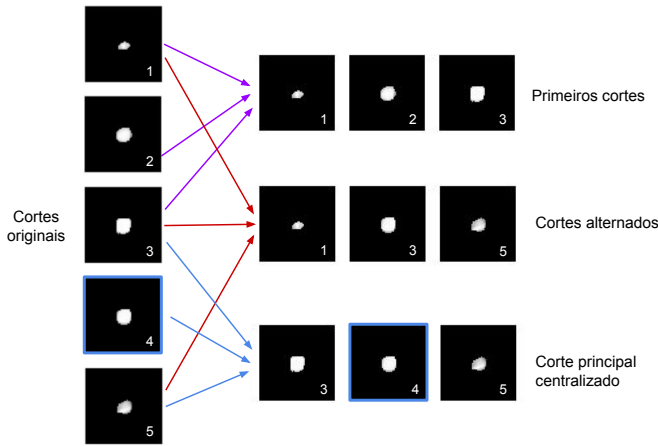 1
2
Cortes
originais
3
4
5
1
2
3
Primeiros cortes
1
3
5
Cortes alternados
3
4
5
Corte principal
centralizado